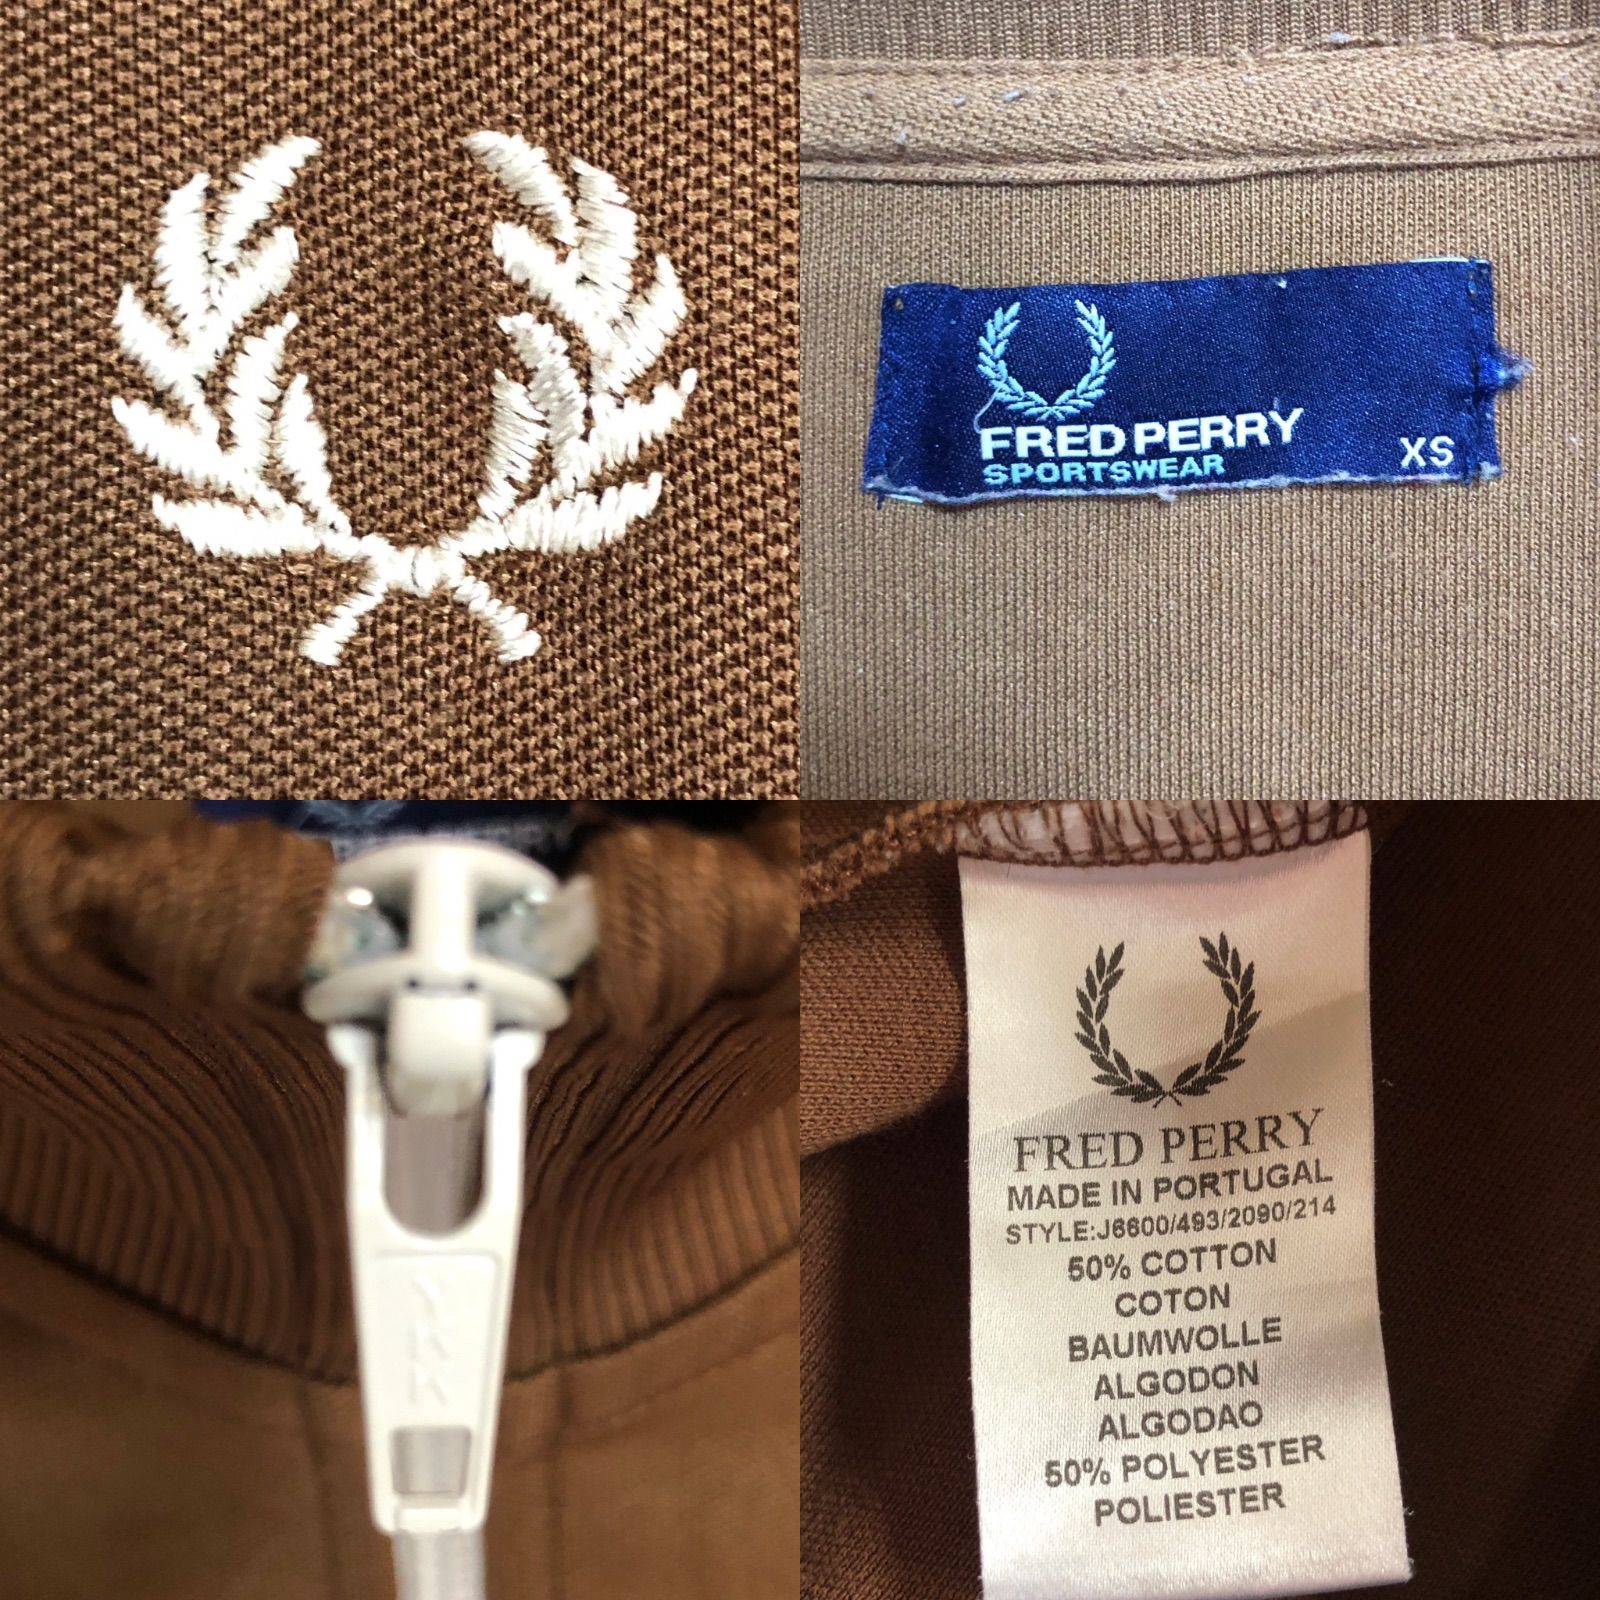 FRED PERRY
SPORTSWEAR
XS
YKK
FRED PERRY
MADE IN PORTUGAL
STYLE:J6600/493/2090/214
50% COTTON
COTON
BAUMWOLLE
ALGODON
ALGODAO
50% POLYESTER
POLIESTER